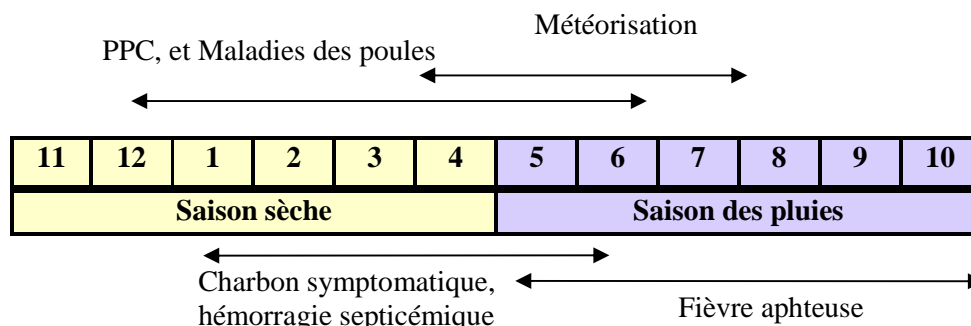 Météorisation
PPC, et Maladies des poules
11 12 1 2 3 4 5 6 7 8 9 10
Saison sèche Saison des pluies
Charbon symptomatique,
hémorragie septicémique
Fièvre aphteuse